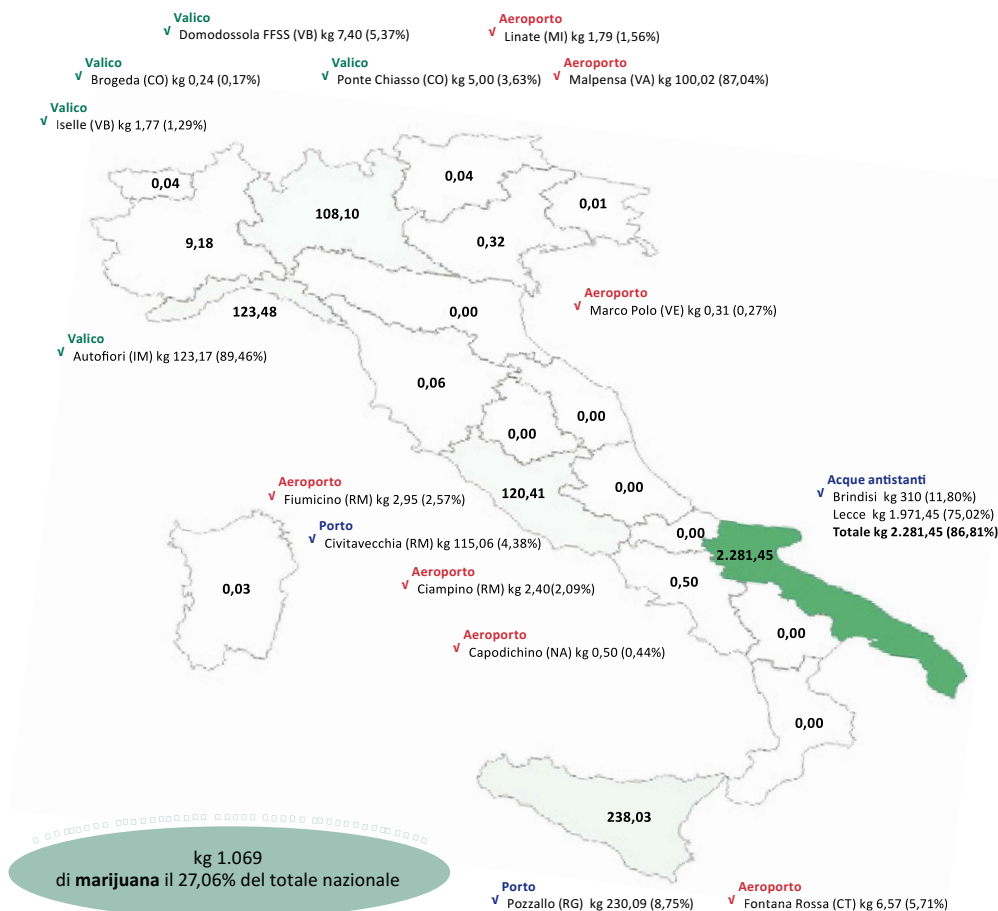 Valico
√ Domodossola FFSS (VB) kg 7,40 (5,37%)
Aeroporto
√ Linate (MI) kg 1,79 (1,56%)
Valico
√ Brogeda (CO) kg 0,24 (0,17%)
Valico
√ Ponte Chiasso (CO) kg 5,00 (3,63%)
Aeroporto
√ Malpensa (VA) kg 100,02 (87,04%)
Valico
√ Iselle (VB) kg 1,77 (1,29%)
0,04
0,04
0,01
108,10
9,18
0,32
Aeroporto
√ Marco Polo (VE) kg 0,31 (0,27%)
123,48
0,00
Valico
√ Autofiori (IM) kg 123,17 (89,46%)
0,06
0,00
0,00
120,41
0,00
Acque antistanti
√ Brindisi kg 310 (11,80%)
Lecce kg 1.971,45 (75,02%)
Totale kg 2.281,45 (86,81%)
Aeroporto
√ Fiumicino (RM) kg 2,95 (2,57%)
Porto
√ Civitavecchia (RM) kg 115,06 (4,38%)
0,00
2.281,45
Aeroporto
√ Ciampino (RM) kg 2,40(2,09%)
0,03
0,50
0,00
Aeroporto
√ Capodichino (NA) kg 0,50 (0,44%)
0,00
238,03
kg 1.069
di marijuana il 27,06% del totale nazionale
Porto
√ Pozzallo (RG) kg 230,09 (8,75%)
Aeroporto
√ Fontana Rossa (CT) kg 6,57 (5,71%)